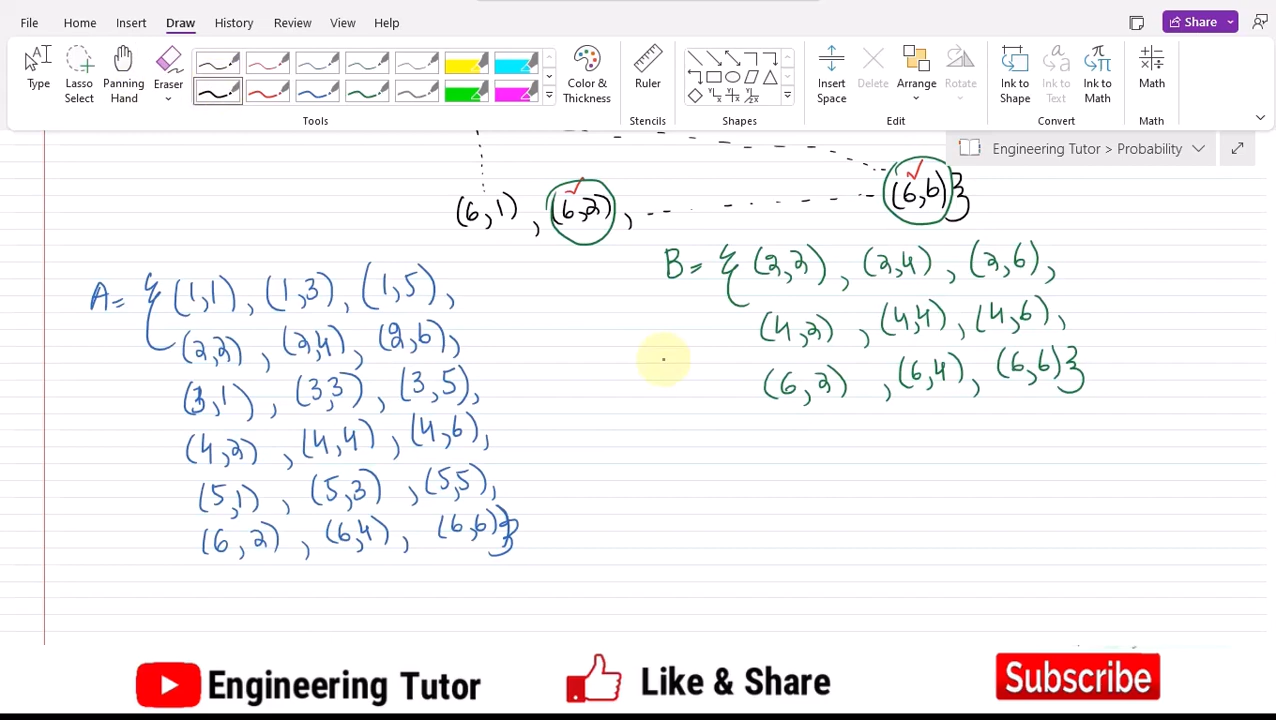 File Home Insert Draw History Review View Help Share
Type Lasso Select Panning Hand Eraser Color & Thickness Ruler Insert Space Delete Arrange Rotate Ink to Shape Ink to Text Ink to Math Math
Tools Stencils Shapes Edit Convert Math
Engineering Tutor > Probability
(6,1) , (6,2) , (6,6)}
A = { (1,1) , (1,3) , (1,5) ,
(2,2) , (2,4) , (2,6) ,
(3,1) , (3,3) , (3,5) ,
(4,2) , (4,4) , (4,6) ,
(5,1) , (5,3) , (5,5) ,
(6,2) , (6,4) , (6,6)}
B = { (2,2) , (2,4) , (2,6) ,
(4,2) , (4,4) , (4,6) ,
(6,2) , (6,4) , (6,6)}
Engineering Tutor Like & Share Subscribe